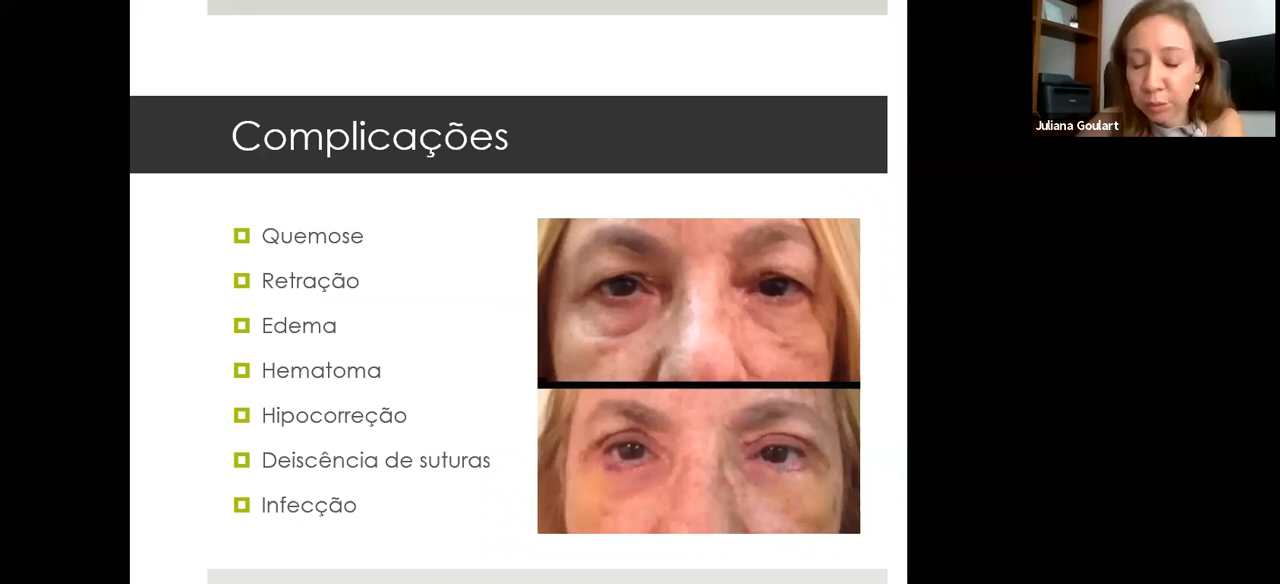 Complicações
Quemose
Retração
Edema
Hematoma
Hipocorreção
Deiscência de suturas
Infecção
Juliana Goulart